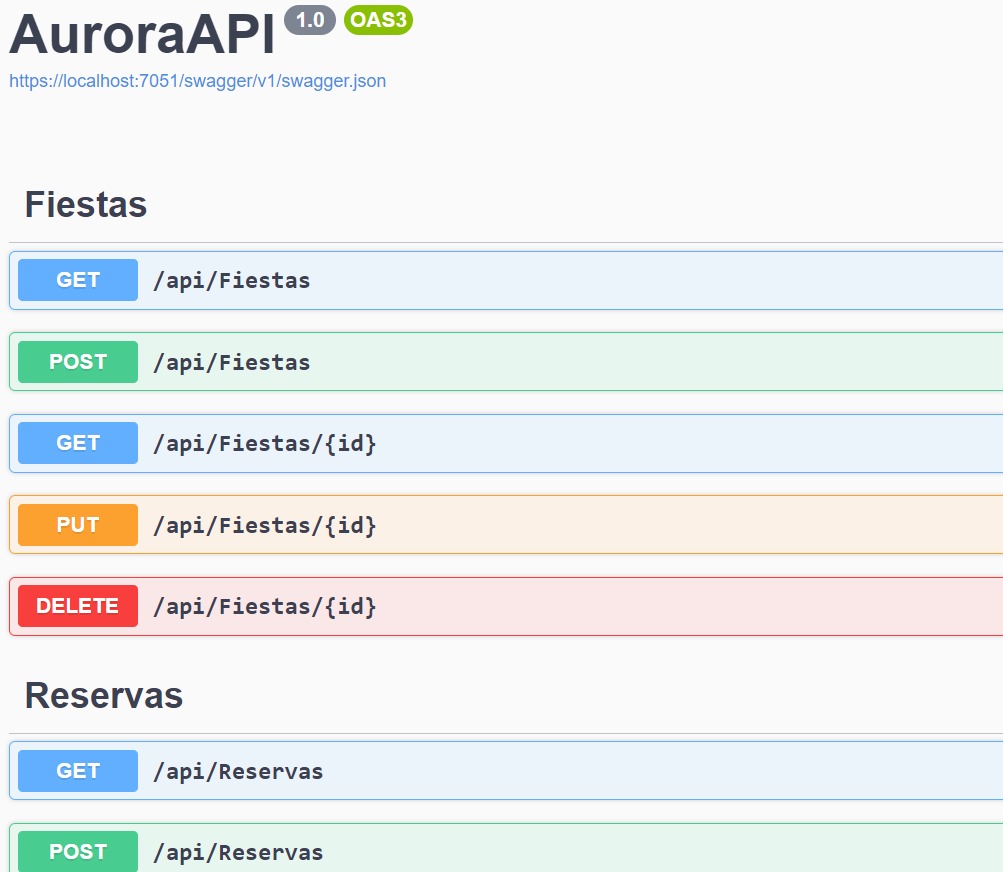 AuroraAPI 1.0 OAS3
https://localhost:7051/swagger/v1/swagger.json
Fiestas
GET /api/Fiestas
POST /api/Fiestas
GET /api/Fiestas/{id}
PUT /api/Fiestas/{id}
DELETE /api/Fiestas/{id}
Reservas
GET /api/Reservas
POST /api/Reservas